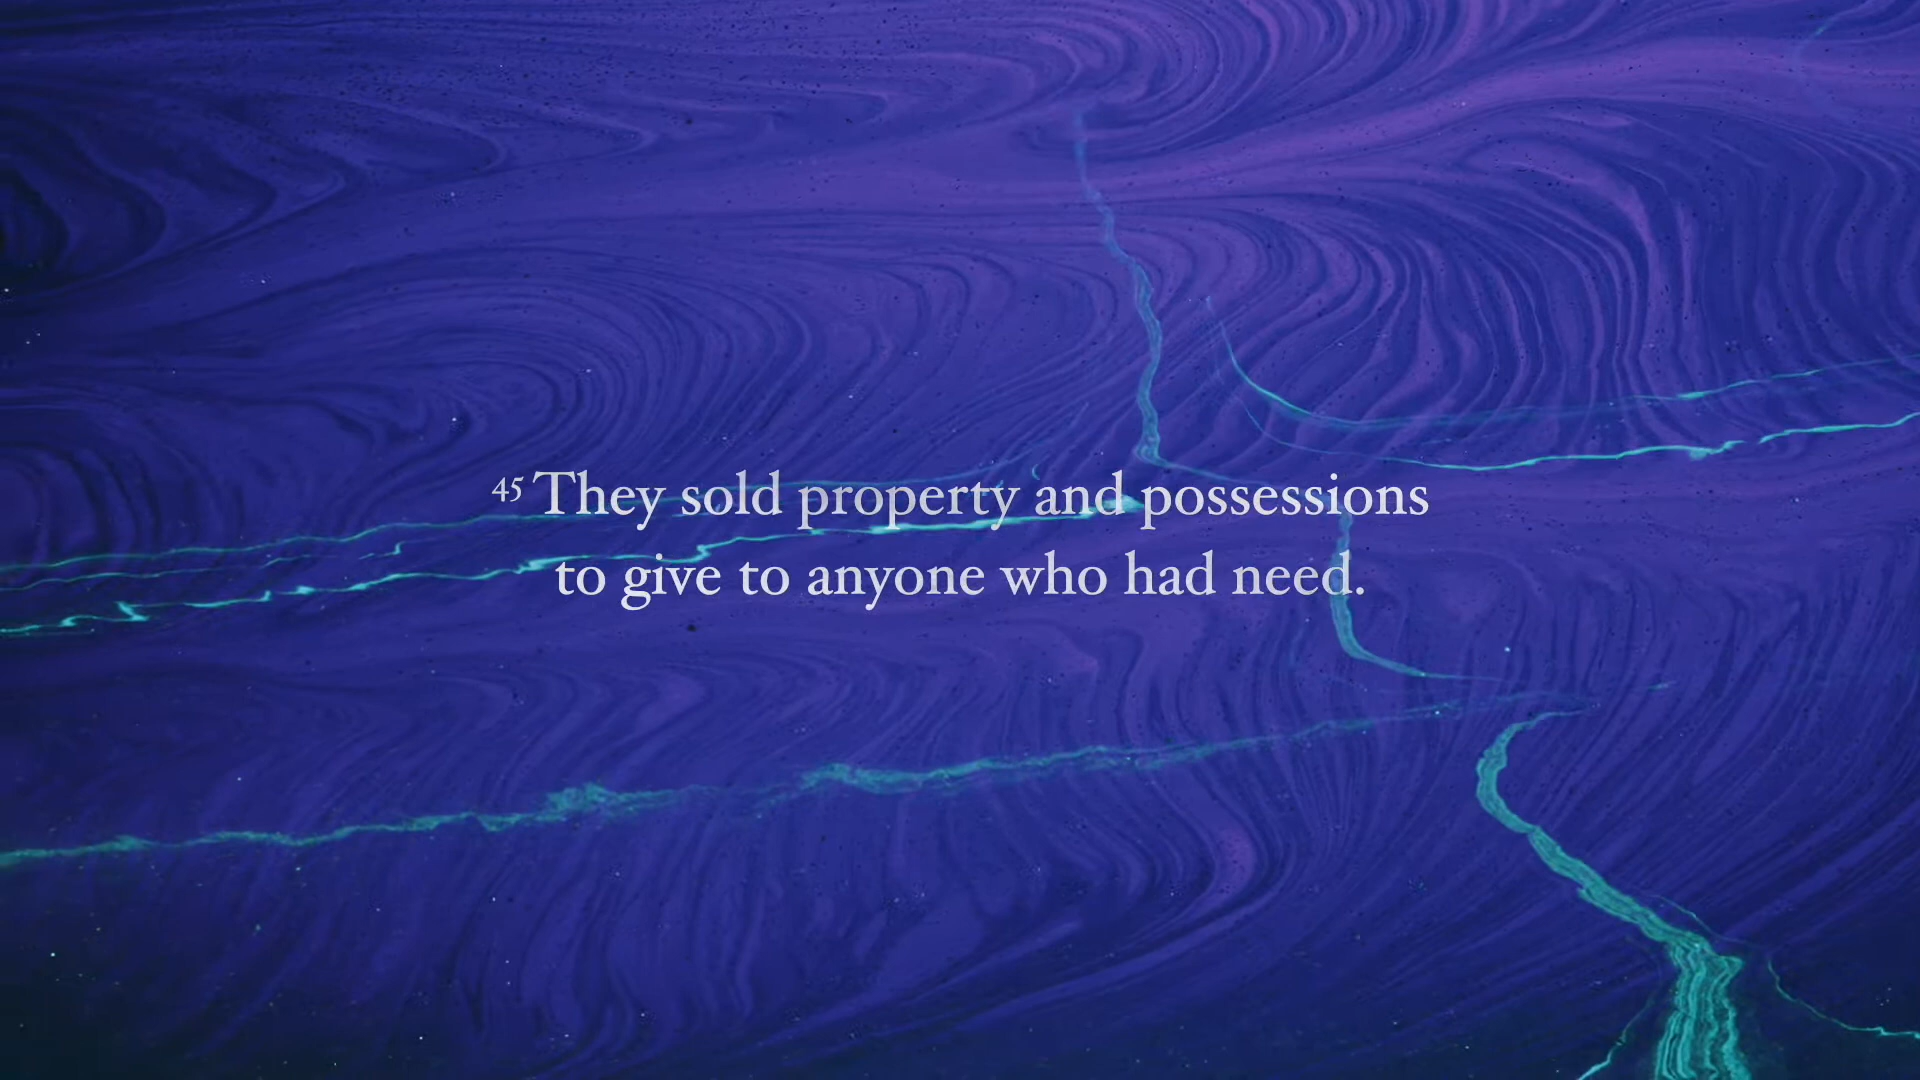 45 They sold property and possessions
to give to anyone who had need.